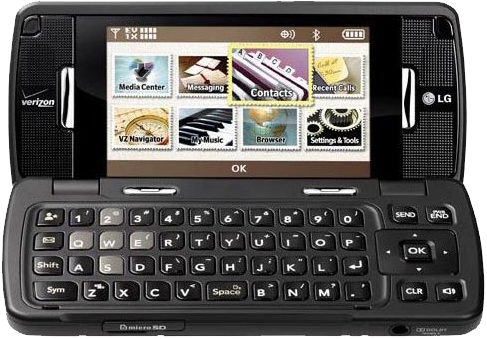 EV
1X
Media Center Messaging Contacts Recent Calls
A B C D
verizon
LG
VZ Navigator My Music Browser Settings & Tools
OK
1 2 3 4 5 6 7 8 9 0 SEND END
Q W E R T Y U I O P
Shift A S D F G H J K L OK
Sym Z X C V Space B N M . CLR
microSD
DOLBY